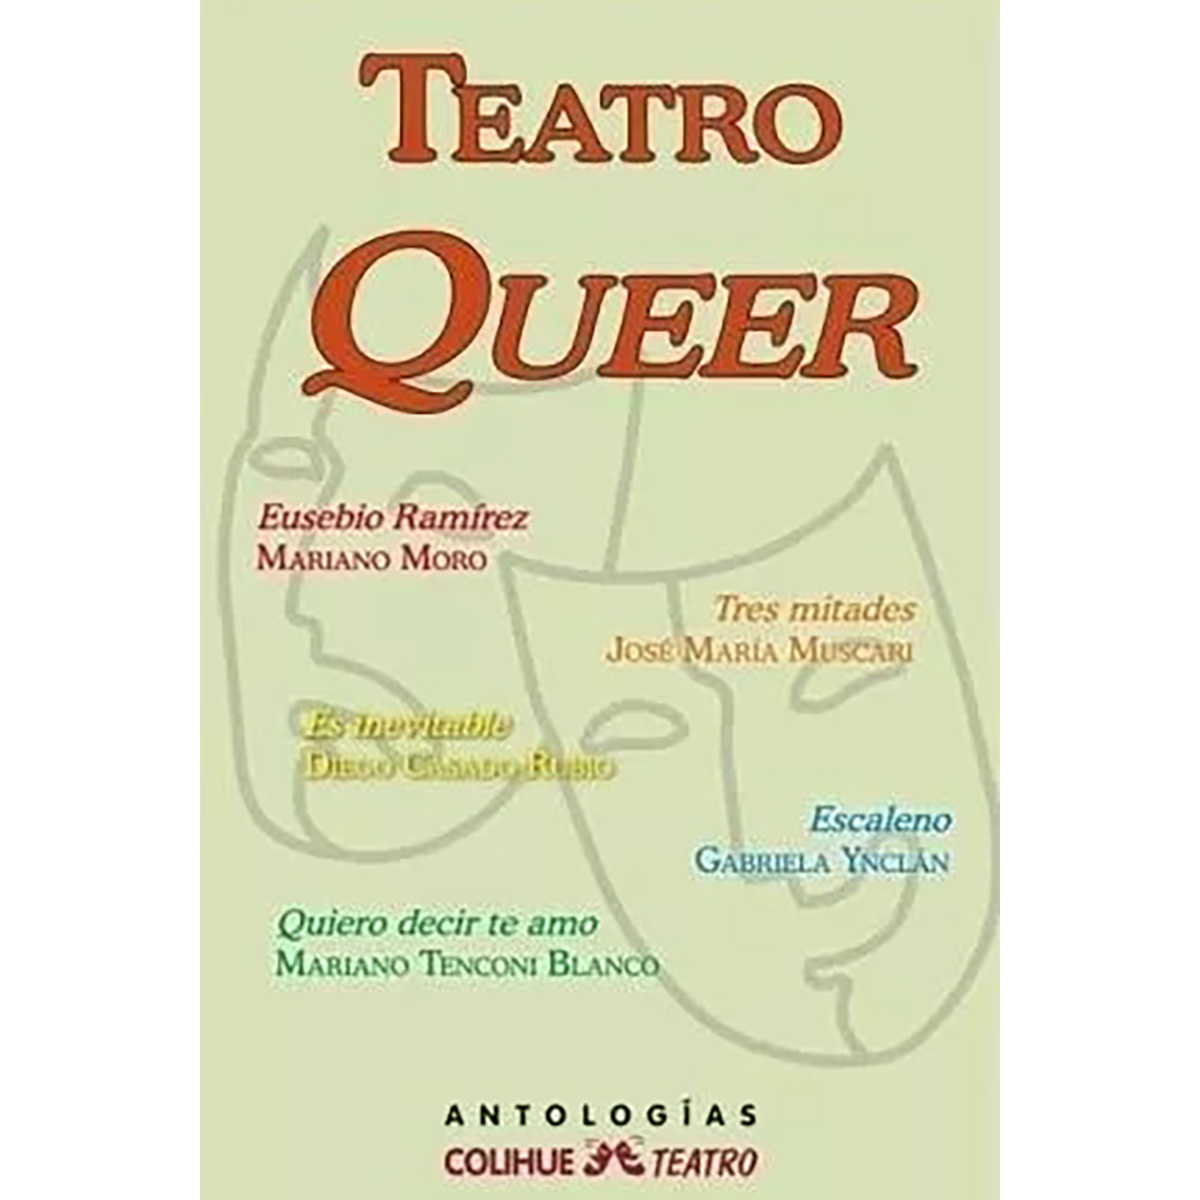 TEATRO
QUEER
Eusebio Ramírez
MARIANO MORO
Tres mitades
JOSÉ MARÍA MUSCARI
Es inevitable
DIEGO CASADO RUBIO
Escaleno
GABRIELA YNCLÁN
Quiero decir te amo
MARIANO TENCONI BLANCO
ANTOLOGÍAS
COLIHUE TEATRO